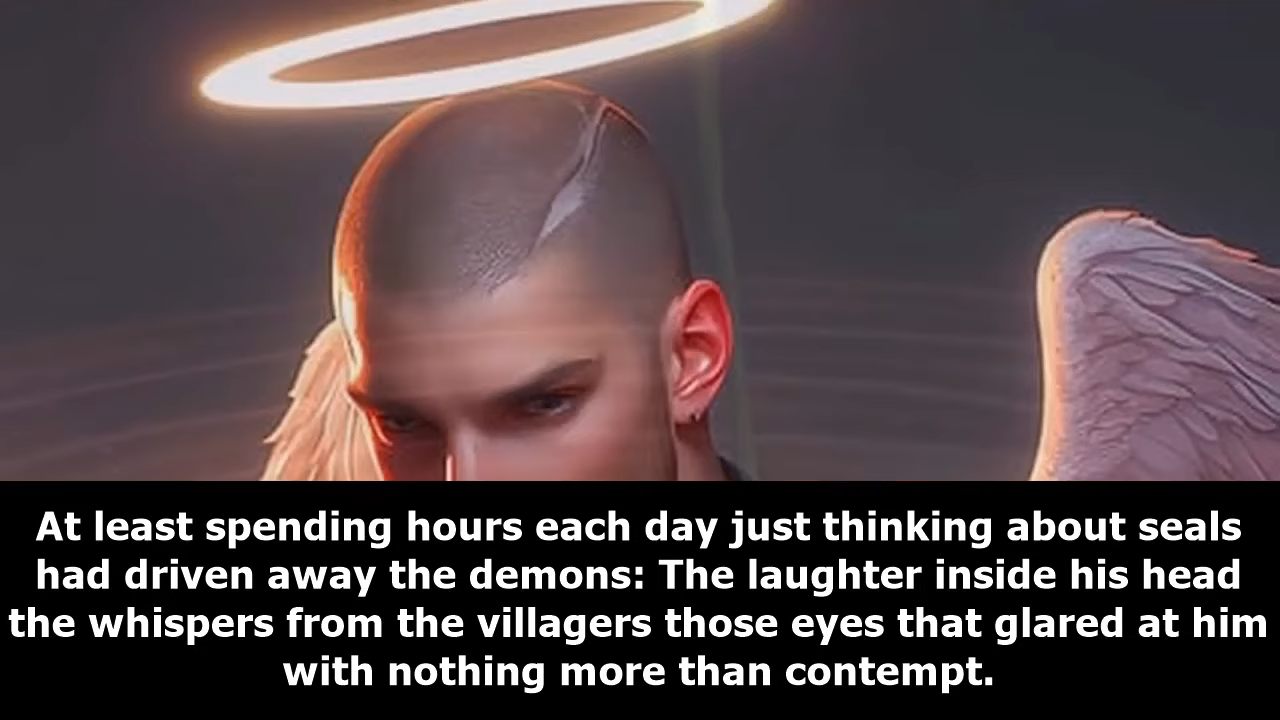 At least spending hours each day just thinking about seals
had driven away the demons: The laughter inside his head
the whispers from the villagers those eyes that glared at him
with nothing more than contempt.